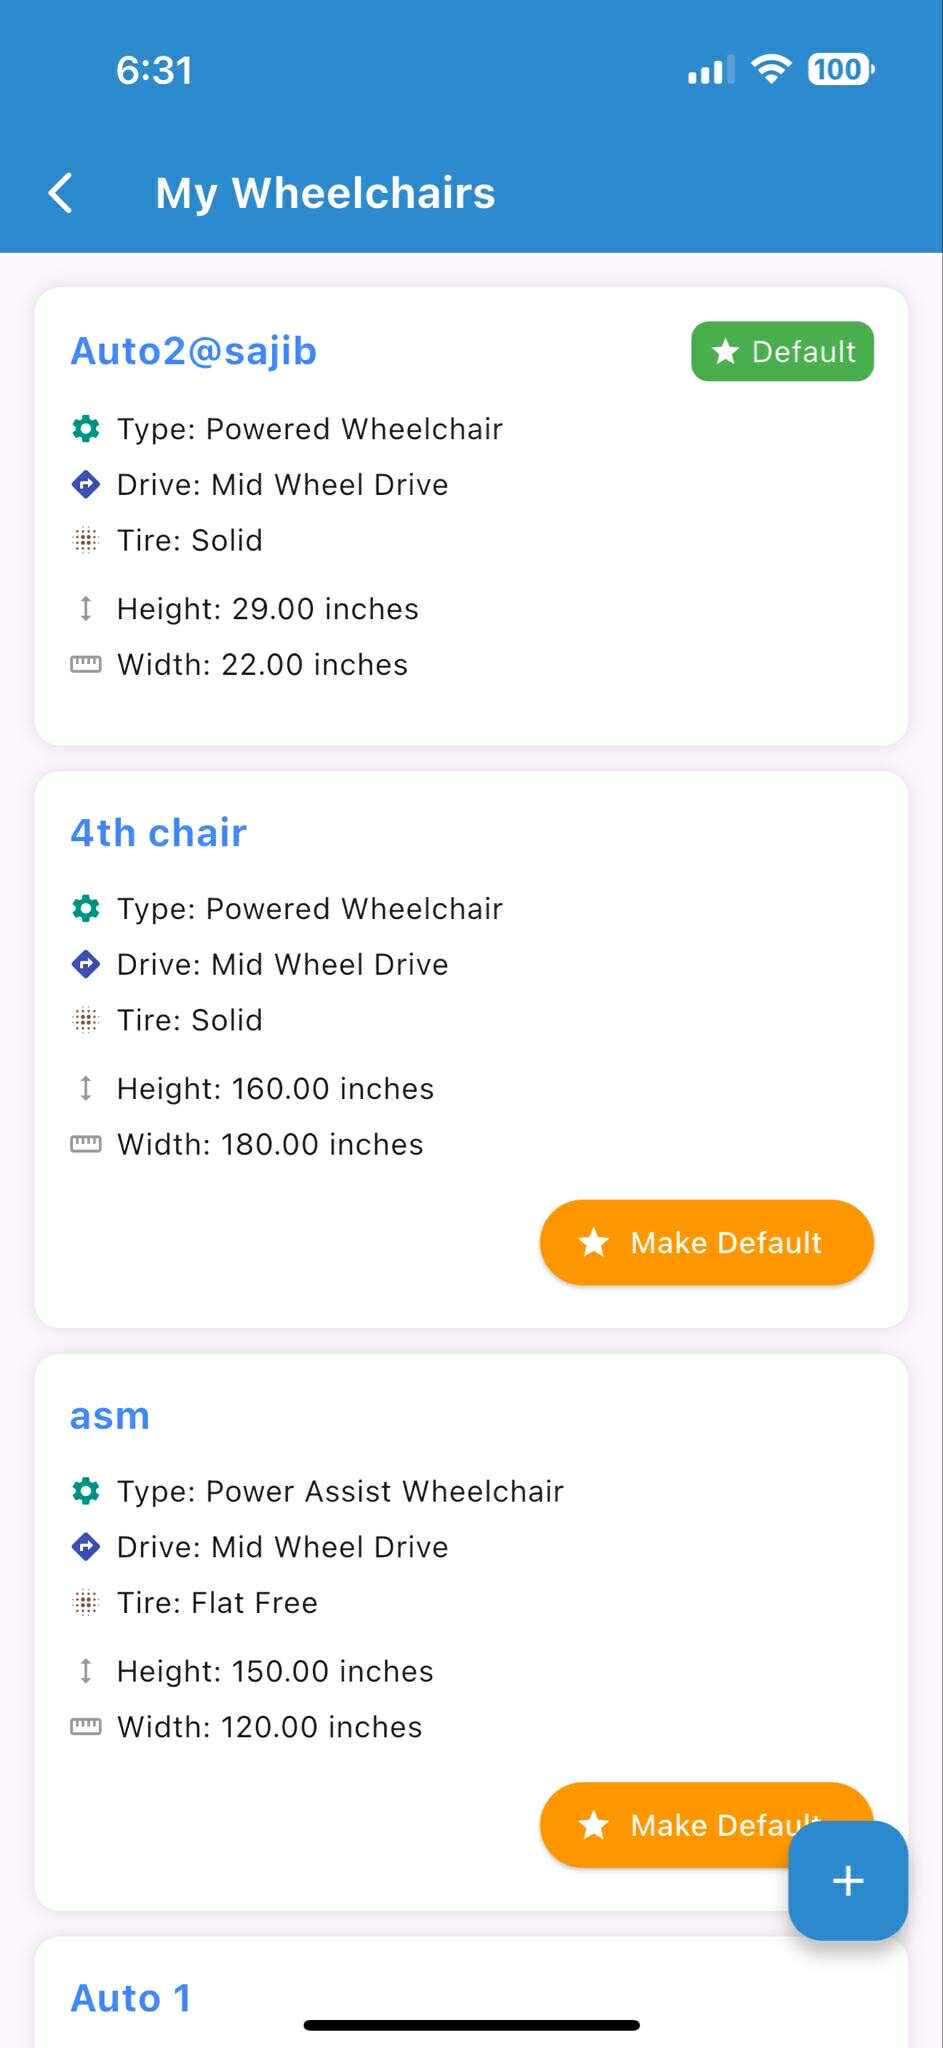 6:31
100
My Wheelchairs
Auto2@sajib
Default
Type: Powered Wheelchair
Drive: Mid Wheel Drive
Tire: Solid
Height: 29.00 inches
Width: 22.00 inches
4th chair
Type: Powered Wheelchair
Drive: Mid Wheel Drive
Tire: Solid
Height: 160.00 inches
Width: 180.00 inches
Make Default
asm
Type: Power Assist Wheelchair
Drive: Mid Wheel Drive
Tire: Flat Free
Height: 150.00 inches
Width: 120.00 inches
Make Default
+
Auto 1